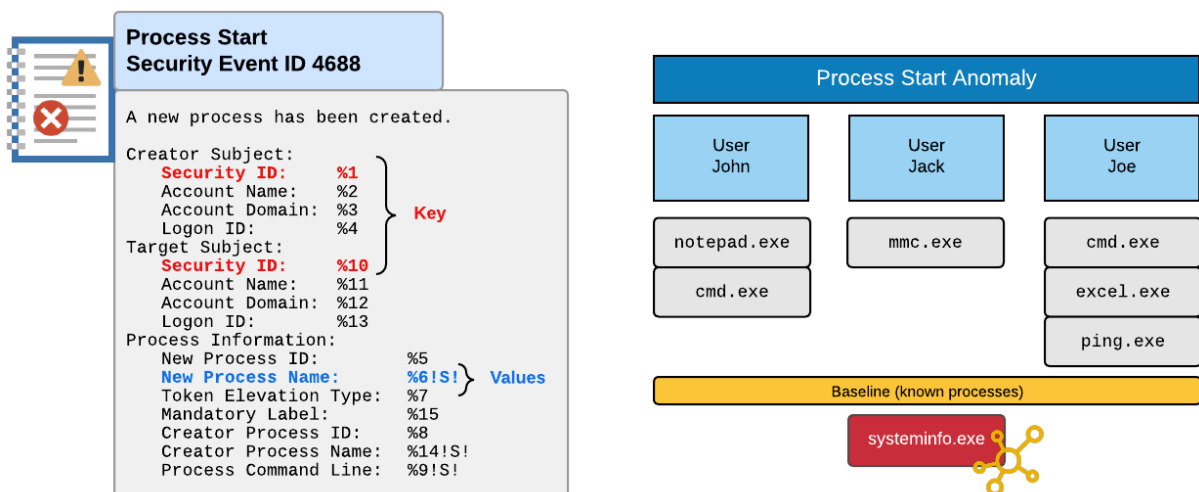 Process Start
Security Event ID 4688
A new process has been created.
Creator Subject:
Security ID: %1
Account Name: %2
Account Domain: %3
Logon ID: %4
Key
Target Subject:
Security ID: %10
Account Name: %11
Account Domain: %12
Logon ID: %13
Process Information:
New Process ID: %5
New Process Name: %6!S!
Values
Token Elevation Type: %7
Mandatory Label: %15
Creator Process ID: %8
Creator Process Name: %14!S!
Process Command Line: %9!S!
Process Start Anomaly
User
John
User
Jack
User
Joe
notepad.exe
mmc.exe
cmd.exe
cmd.exe
excel.exe
ping.exe
Baseline (known processes)
systeminfo.exe